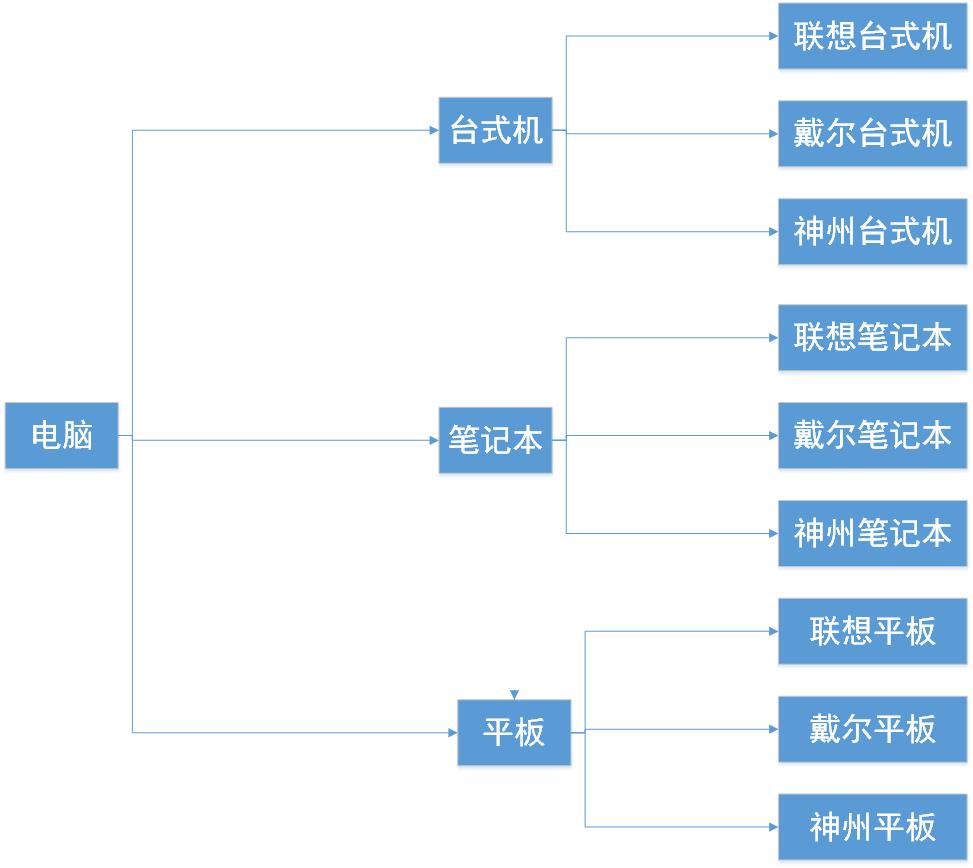 电脑
台式机
联想台式机
戴尔台式机
神州台式机
笔记本
联想笔记本
戴尔笔记本
神州笔记本
平板
联想平板
戴尔平板
神州平板